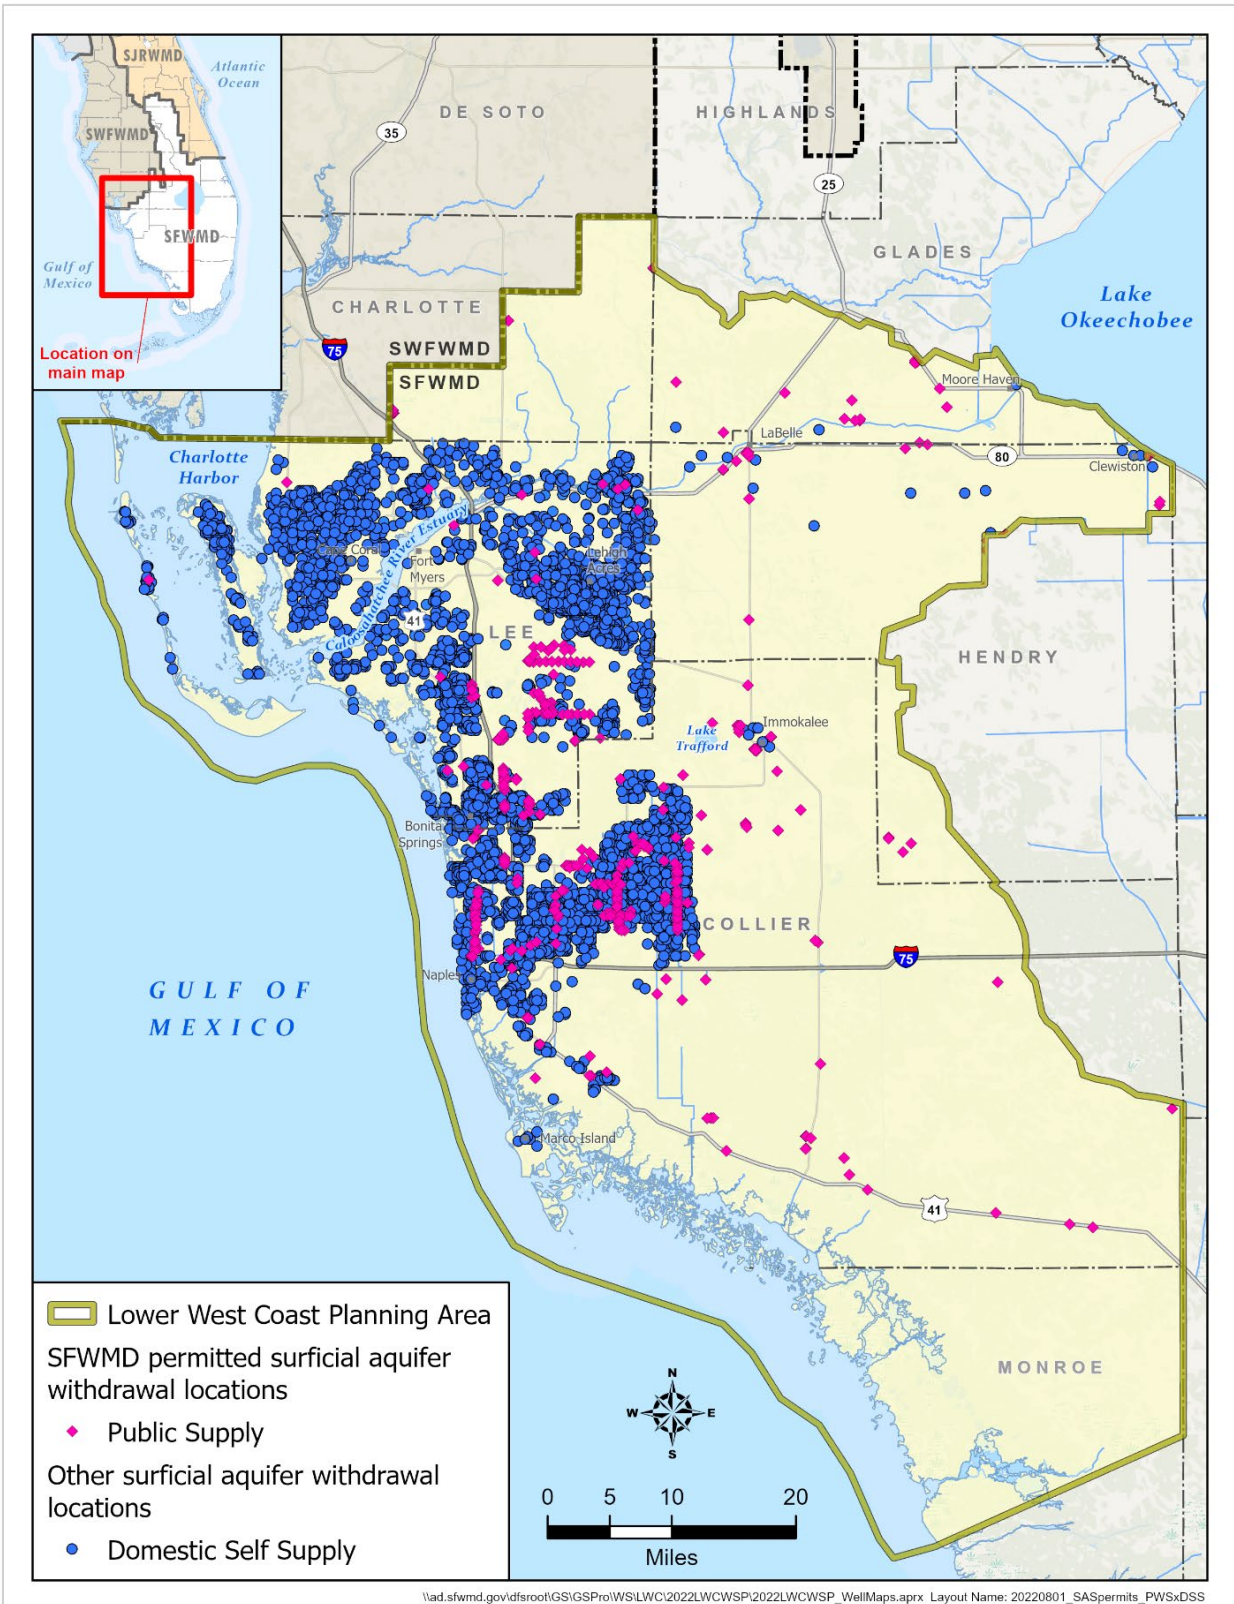 SJRWMD
Atlantic
Ocean
SWFWMD
SFWMD
Gulf of
Mexico
Location on
main map
DE SOTO
HIGHLANDS
35
25
GLADES
Lake
Okeechobee
CHARLOTTE
75
SWFWMD
SFWMD
Moore Haven
LaBelle
80
Clewiston
Charlotte
Harbor
Cape Coral
Fort
Myers
Caloosahatchee River Estuary
Lehigh
Acres
41
LEE
HENDRY
Immokalee
Lake
Trafford
Bonita
Springs
COLLIER
75
Naples
GULF OF
MEXICO
Marco Island
41
MONROE
Lower West Coast Planning Area
SFWMD permitted surficial aquifer
withdrawal locations
Public Supply
Other surficial aquifer withdrawal
locations
Domestic Self Supply
N
W E
S
0 5 10 20
Miles
\\ad.sfwmd.gov\dfsroot\GS\GSPro\WS\LWC\2022LWCWSP\2022LWCWSP_WellMaps.aprx Layout Name: 20220801_SASpermits_PWSxDSS